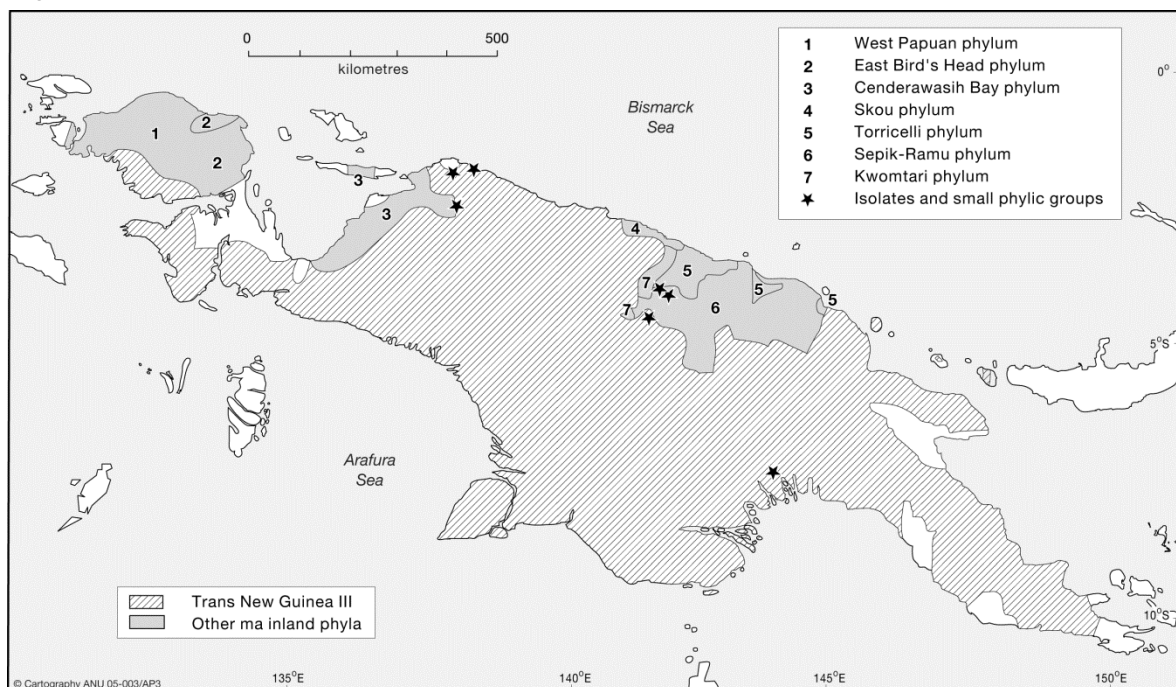 0
500
kilometres
1 West Papuan phylum
2 East Bird's Head phylum
3 Cenderawasih Bay phylum
4 Skou phylum
5 Torricelli phylum
6 Sepik-Ramu phylum
7 Kwomtari phylum
★ Isolates and small phylic groups
0°
Bismarck
Sea
1
2
2
3
3
4
5
7
6
5
7
5
5°S
Arafura
Sea
Trans New Guinea III
Other ma inland phyla
10°S
© Cartography ANU 05-003/AP3
135°E
140°E
145°E
150°E